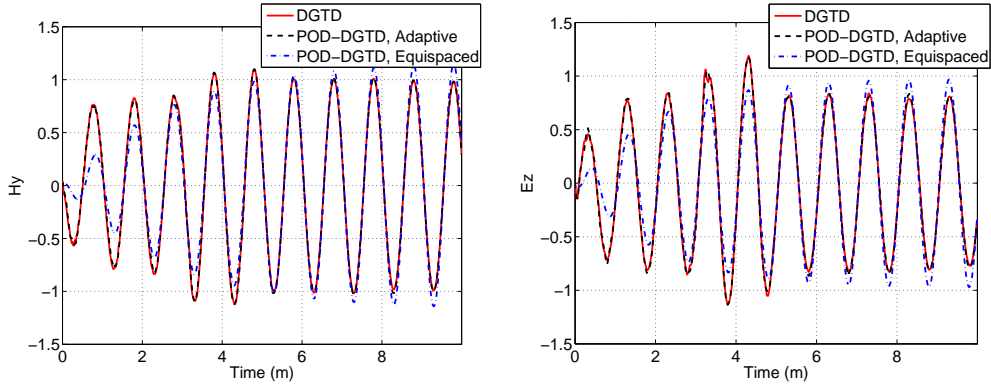 DGTD
POD−DGTD, Adaptive
POD−DGTD, Equispaced
1.5
1
0.5
0
−0.5
−1
−1.5
Hy
0 2 4 6 8
Time (m)
DGTD
POD−DGTD, Adaptive
POD−DGTD, Equispaced
1.5
1
0.5
0
−0.5
−1
−1.5
Ez
0 2 4 6 8
Time (m)